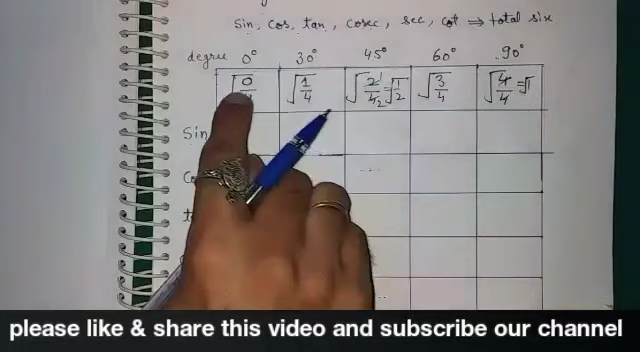 sin, cos, tan, cosec, sec, cot ⇒ total six
degree 0° 30° 45° 60° 90°
√0/4 √1/4 √2/4=√1/2 √3/4 √4/4=√1
Sin
please like & share this video and subscribe our channel